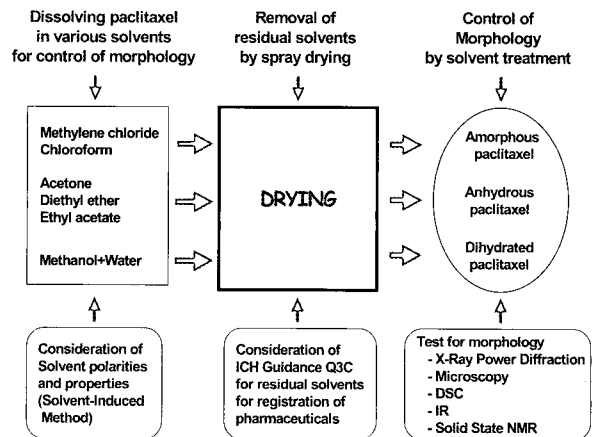 Dissolving paclitaxel
in various solvents
for control of morphology
Removal of
residual solvents
by spray drying
Control of
Morphology
by solvent treatment
Methylene chloride
Chloroform
Acetone
Diethyl ether
Ethyl acetate
Methanol+Water
DRYING
Amorphous
paclitaxel
Anhydrous
paclitaxel
Dihydrated
paclitaxel
Consideration of
Solvent polarities
and properties
(Solvent-Induced
Method)
Consideration of
ICH Guidance Q3C
for residual solvents
for registration of
pharmaceuticals
Test for morphology
- X-Ray Power Diffraction
- Microscopy
- DSC
- IR
- Solid State NMR